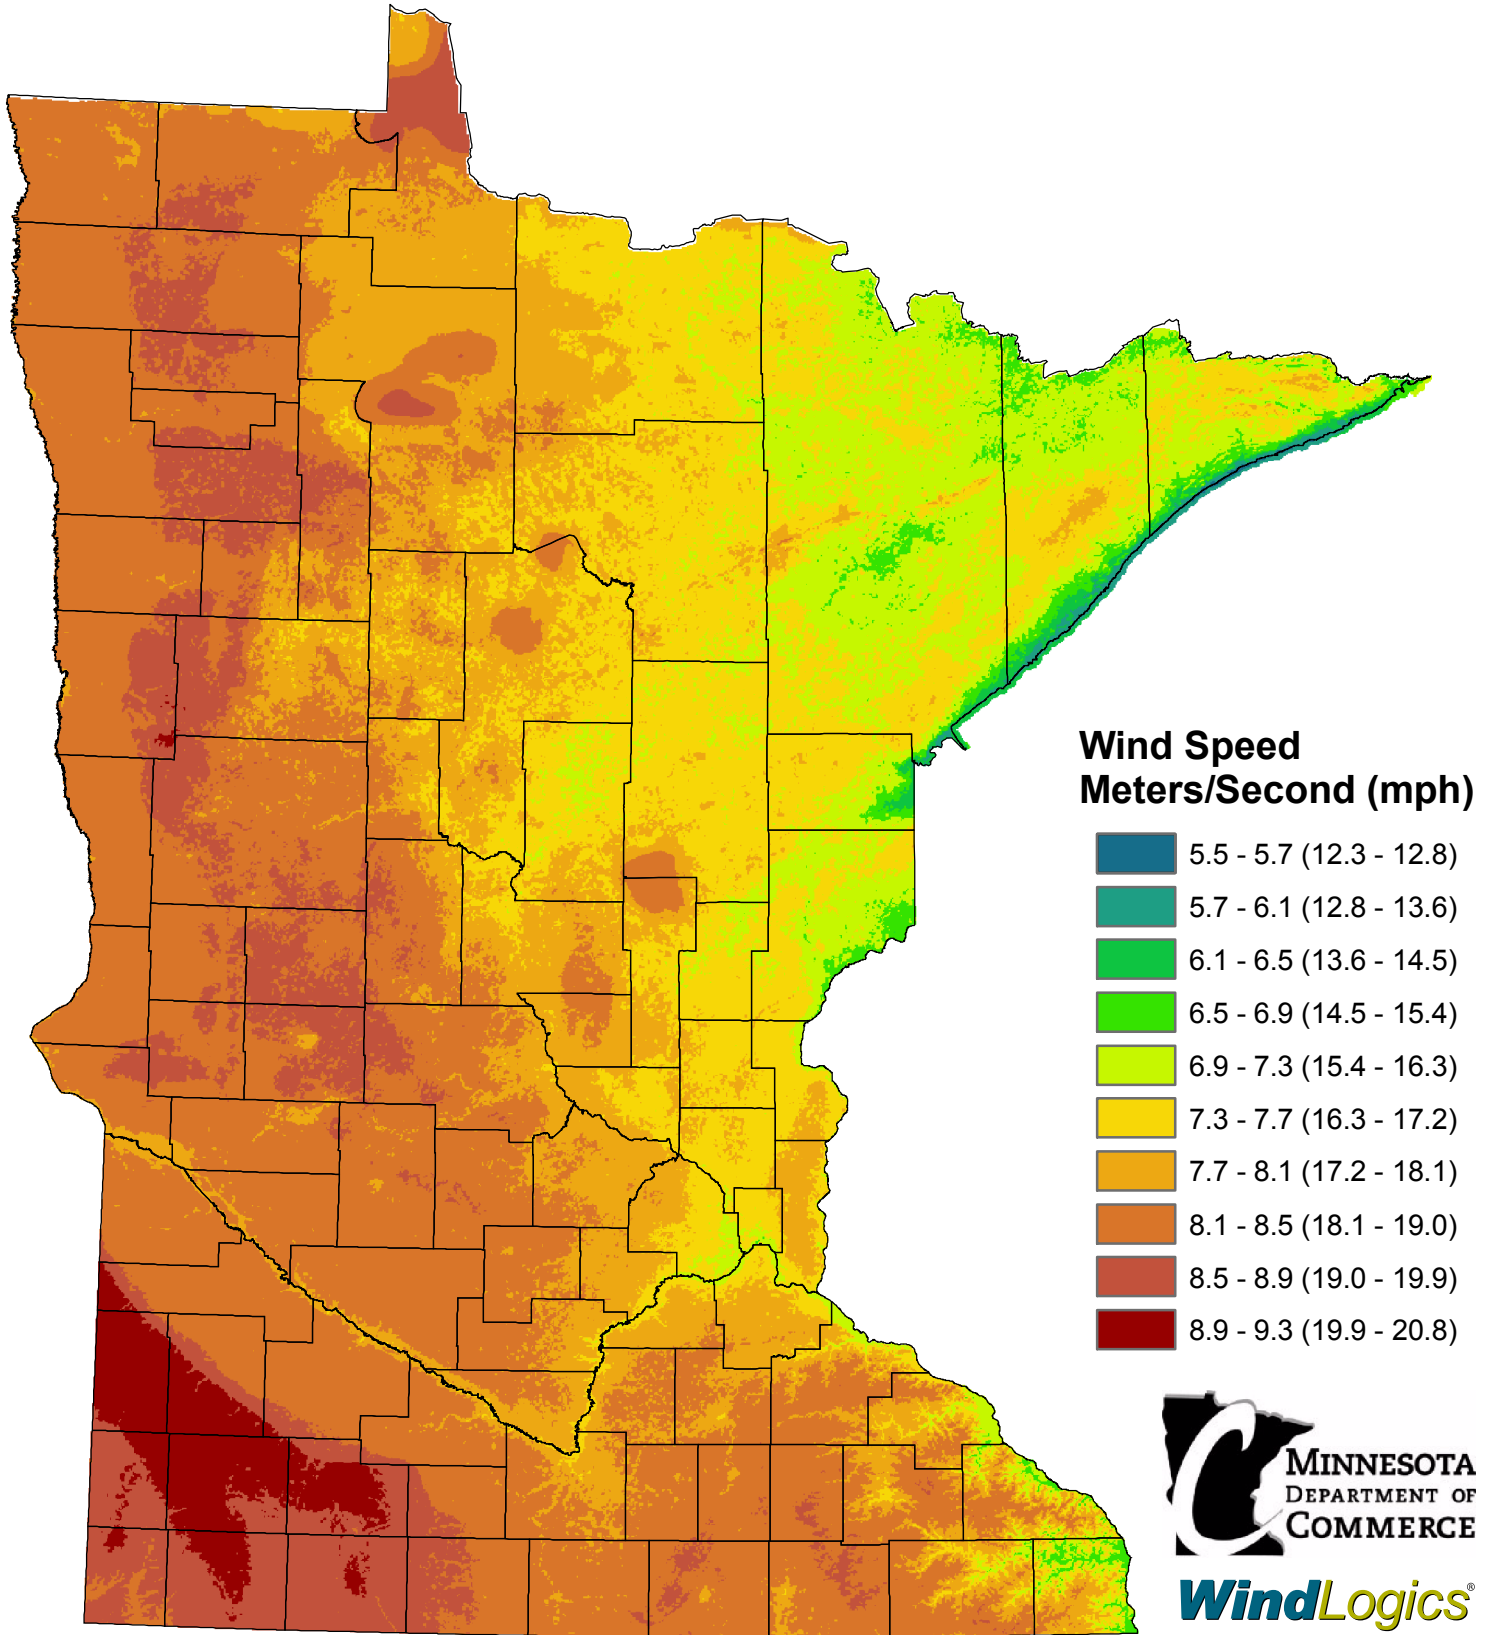 Wind Speed
Meters/Second (mph)
5.5 - 5.7 (12.3 - 12.8)
5.7 - 6.1 (12.8 - 13.6)
6.1 - 6.5 (13.6 - 14.5)
6.5 - 6.9 (14.5 - 15.4)
6.9 - 7.3 (15.4 - 16.3)
7.3 - 7.7 (16.3 - 17.2)
7.7 - 8.1 (17.2 - 18.1)
8.1 - 8.5 (18.1 - 19.0)
8.5 - 8.9 (19.0 - 19.9)
8.9 - 9.3 (19.9 - 20.8)
MINNESOTA
DEPARTMENT OF
COMMERCE
WindLogics®